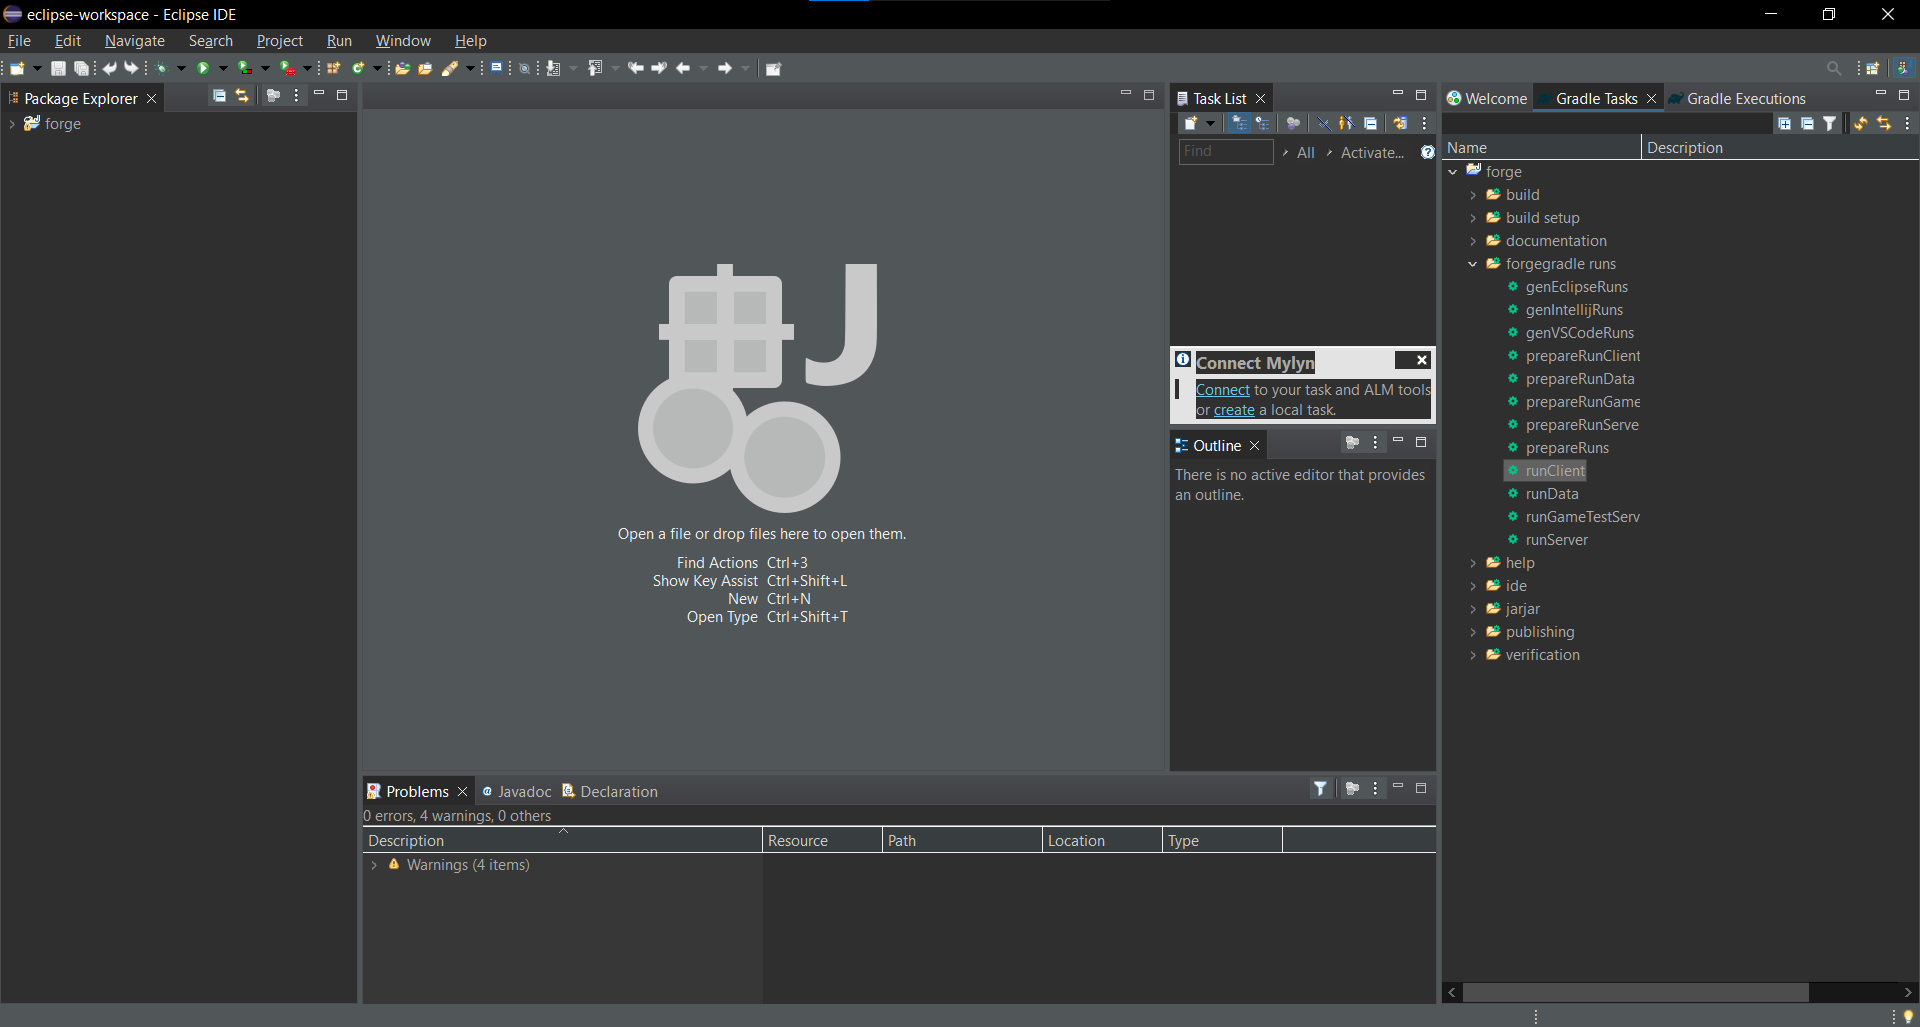 eclipse-workspace - Eclipse IDE
File Edit Navigate Search Project Run Window Help
Package Explorer
forge
Open a file or drop files here to open them.
Find Actions Ctrl+3
Show Key Assist Ctrl+Shift+L
New Ctrl+N
Open Type Ctrl+Shift+T
Problems Javadoc Declaration
0 errors, 4 warnings, 0 others
Description Resource Path Location Type
Warnings (4 items)
Task List
Find All Activate...
Connect Mylyn
Connect to your task and ALM tools
or create a local task.
Outline
There is no active editor that provides
an outline.
Welcome Gradle Tasks Gradle Executions
Name Description
forge
build
build setup
documentation
forgegradle runs
genEclipseRuns
genIntellijRuns
genVSCodeRuns
prepareRunClient
prepareRunData
prepareRunGame
prepareRunServe
prepareRuns
runClient
runData
runGameTestServ
runServer
help
ide
jarjar
publishing
verification